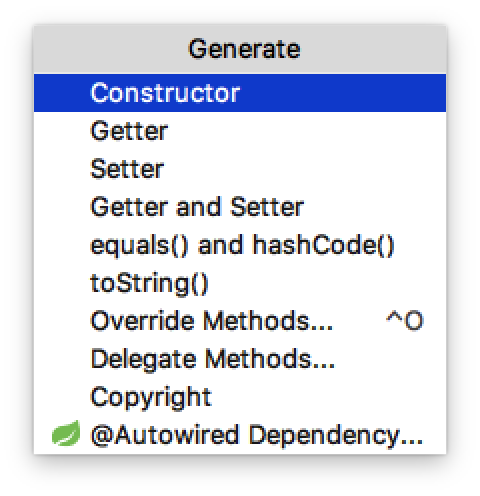 Generate
Constructor
Getter
Setter
Getter and Setter
equals() and hashCode()
toString()
Override Methods... ^O
Delegate Methods...
Copyright
@Autowired Dependency...